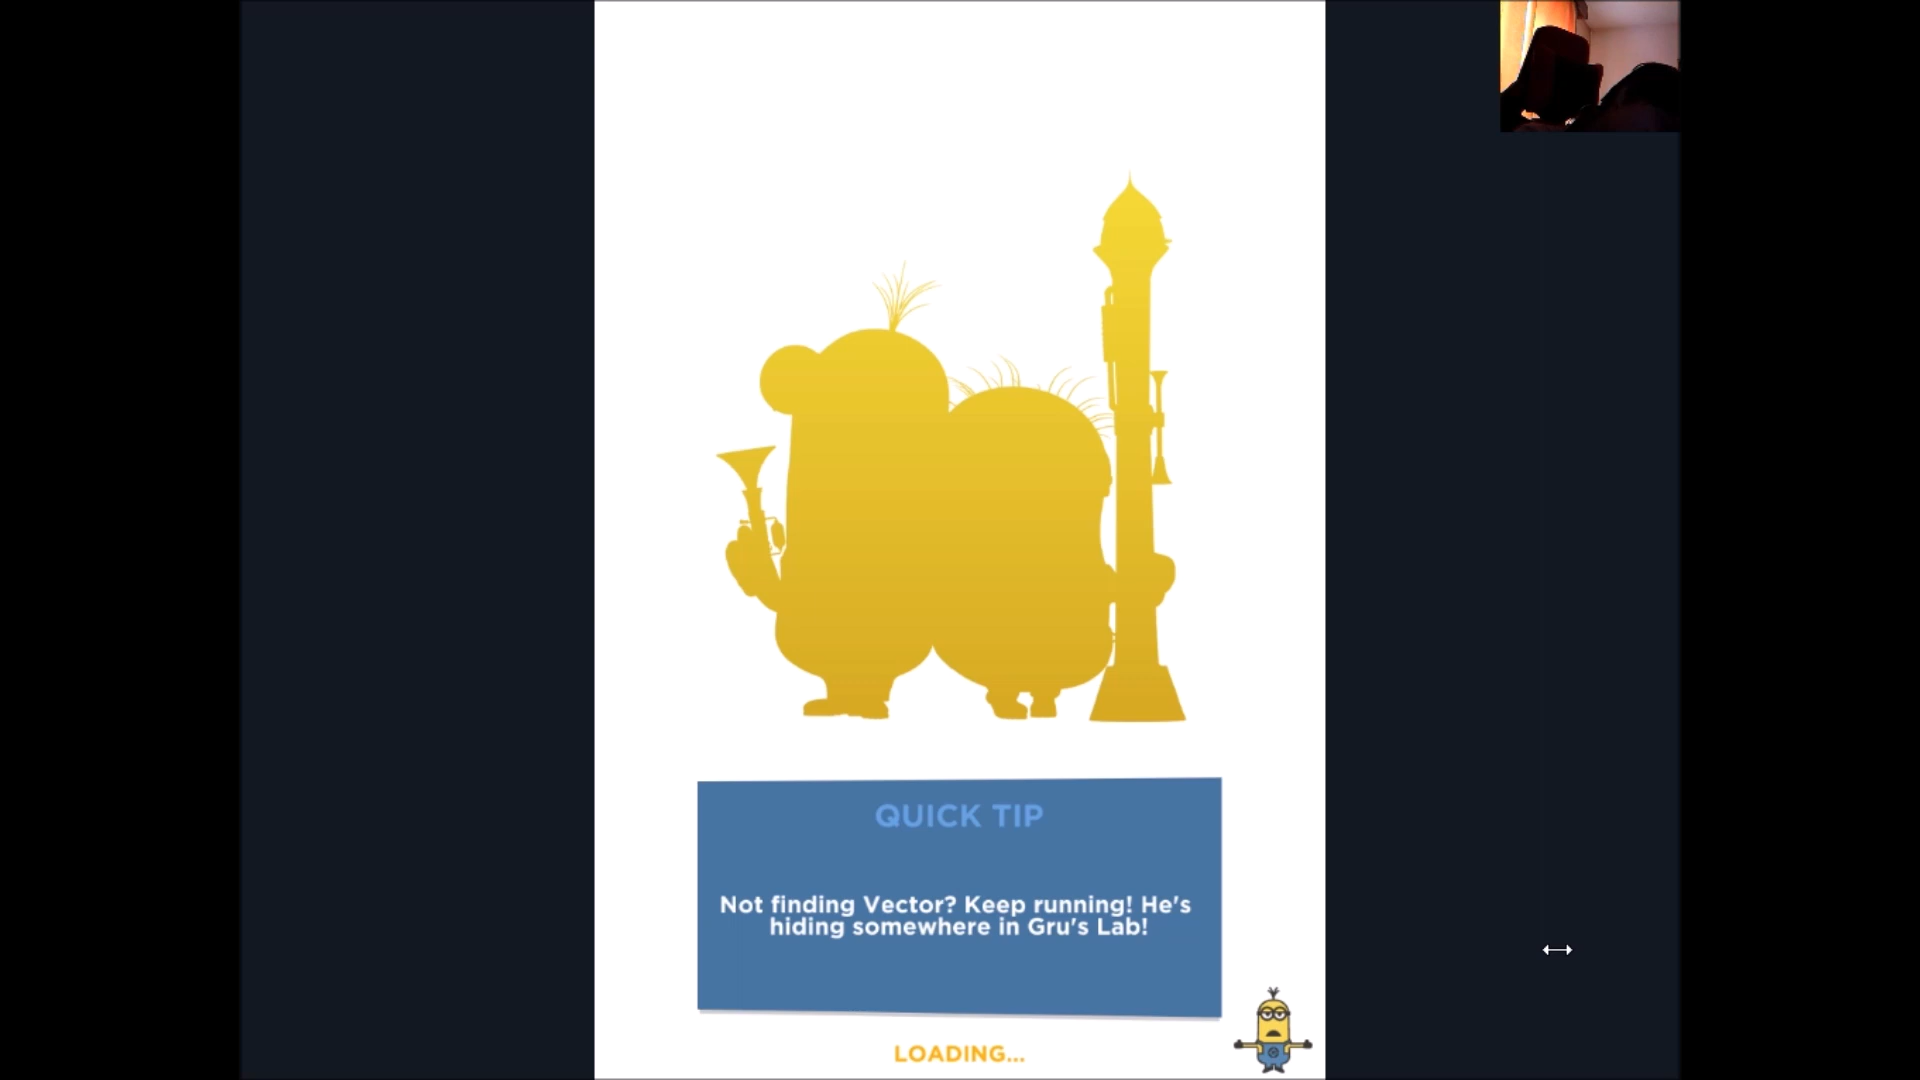 QUICK TIP
Not finding Vector? Keep running! He's
hiding somewhere in Gru's Lab!
LOADING...